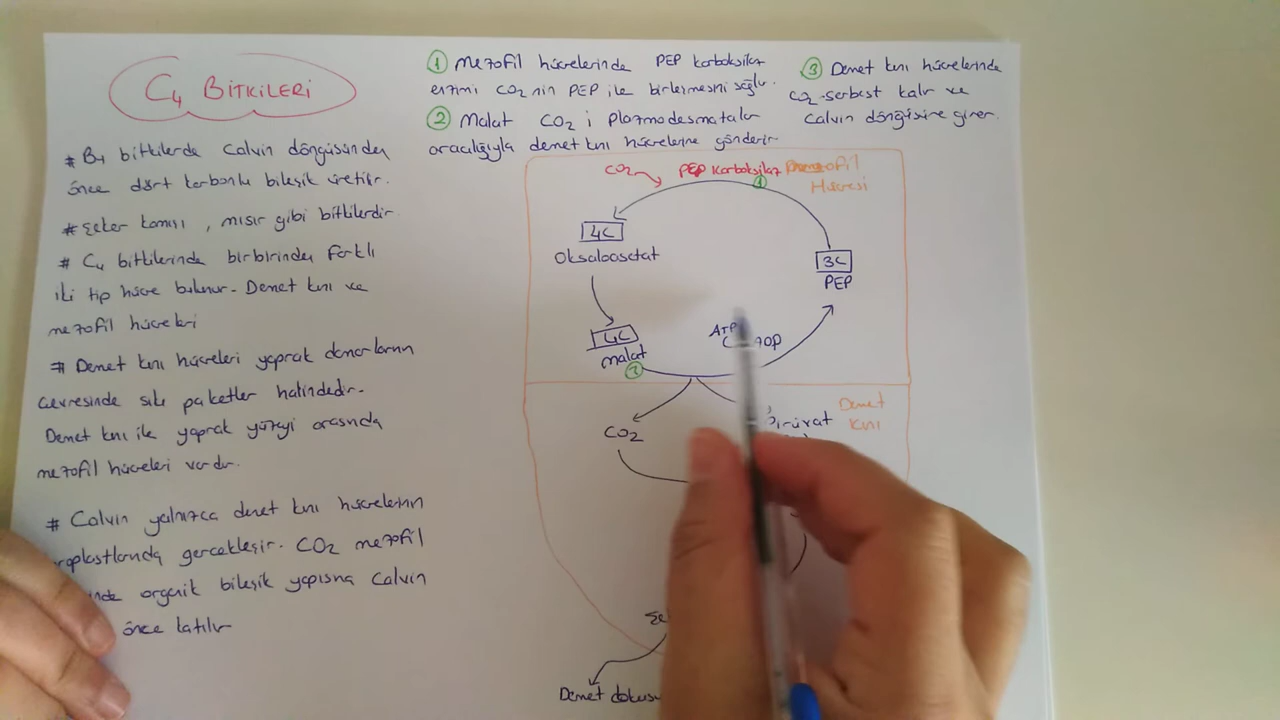 C4 BİTKİLERİ
# Bu bitkilerde Calvin döngüsünden
önce dört karbonlu bileşik üretilir.
# Şeker kamışı, mısır gibi bitkilerdir.
# C4 bitkilerinde birbirinden farklı
iki tip hücre bulunur. Demet kını ve
mezofil hücreleri
# Demet kını hücreleri yaprak damarlarının
çevresinde sıkı paketler halindedir.
Demet kını ile yaprak yüzeyi arasında
mezofil hücreleri vardır.
# Calvin yalnızca demet kını hücrelerinin
gerçekleşir. CO2 mezofil
organik bileşik yapısına Calvin
önce katılır
① Mezofil hücrelerinde PEP karboksilaz
enzimi CO2 nin PEP ile birleşmesini sağlar.
② Malat CO2 i plazmodesmatalar
aracılığıyla demet kını hücrelerine gönderir.
③ Demet kını hücrelerinde
CO2 serbest kalır ve
Calvin döngüsüne girer.
CO2 PEP Karboksilaz
①
Hücresi
4C
Oksaloasetat
3C
PEP
4C
malat
②
ATP
CO2
Demet
kını
Demet